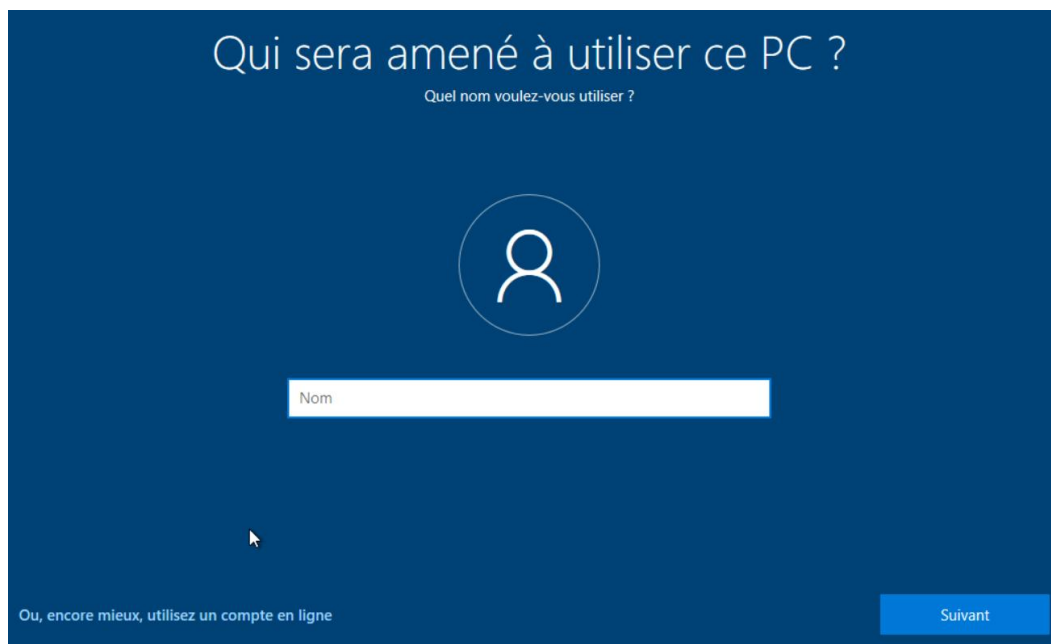 Qui sera amené à utiliser ce PC ?
Quel nom voulez-vous utiliser ?
Nom
Ou, encore mieux, utilisez un compte en ligne
Suivant